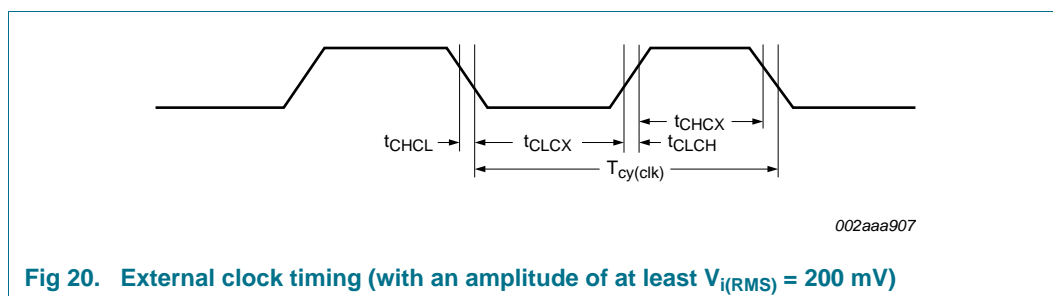 tCHCX
tCHCL
tCLCX
tCLCH
Tcy(clk)
002aaa907
Fig 20. External clock timing (with an amplitude of at least Vi(RMS) = 200 mV)